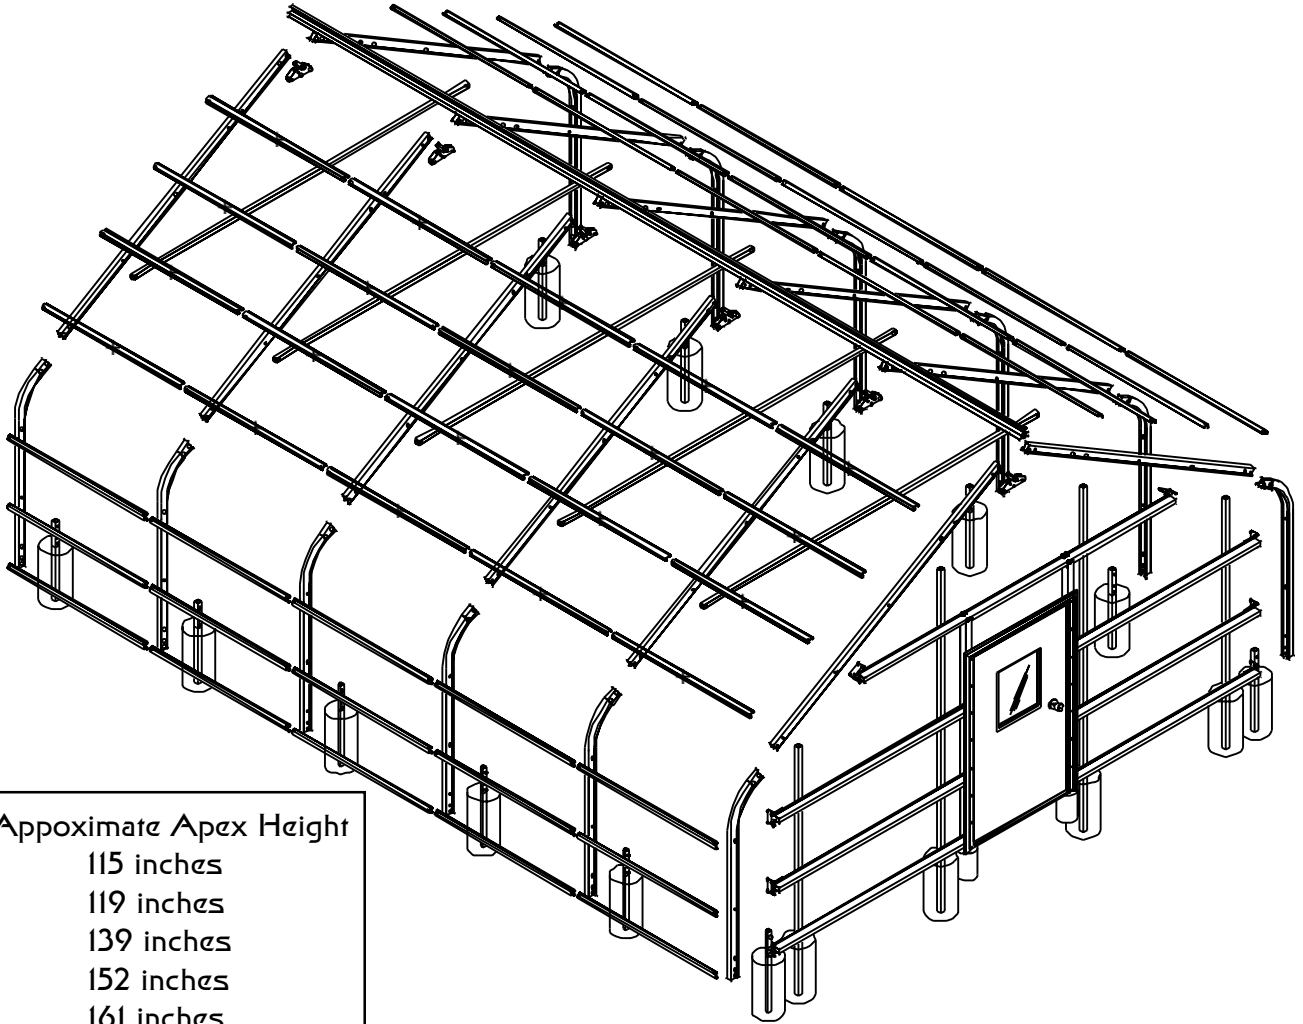 Appoximate Apex Height
115 inches
119 inches
139 inches
152 inches
161 inches